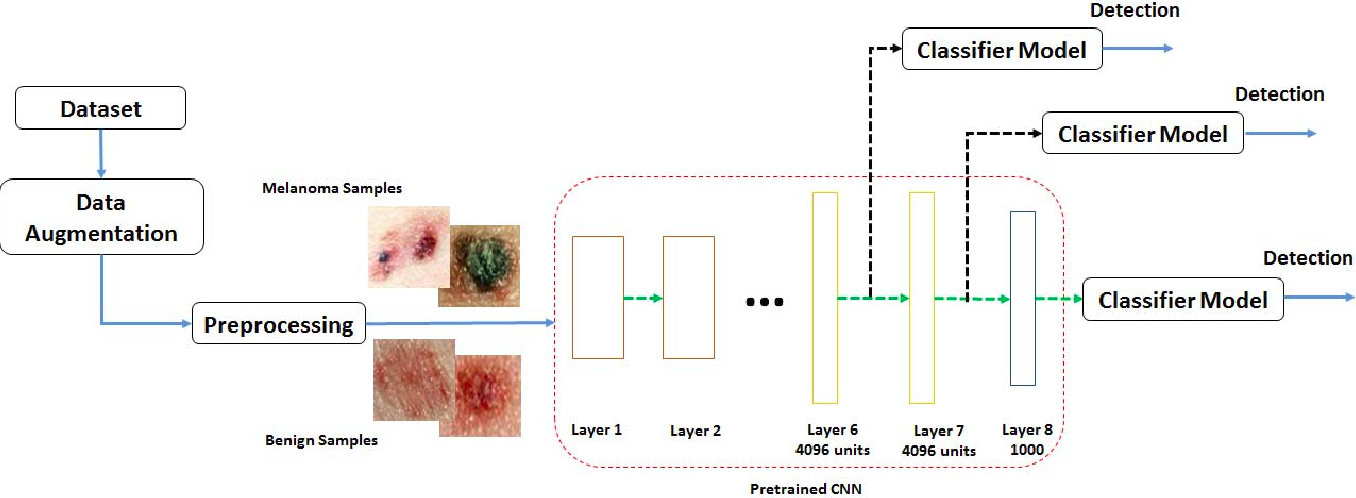 Detection
Classifier Model
Detection
Classifier Model
Dataset
Data
Augmentation
Melanoma Samples
Preprocessing
Benign Samples
Layer 1
Layer 2
Layer 6
4096 units
Layer 7
4096 units
Layer 8
1000
Detection
Classifier Model
Pretrained CNN